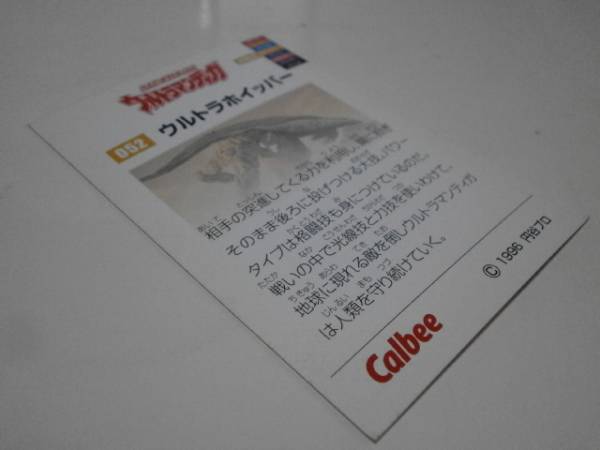 ウルトラマンティガ
052 ウルトラホイッパー
相手の突進してくる力を利用し
そのまま後ろに投げつける大技。パワー
タイプは格闘技も身につけているのだ。
戦いの中で光線技と力技を使いわけて、
地球に現れる敵を倒しウルトラマンティガ
は人類を守り続けていく。
Calbee
© 1996 円谷プロ